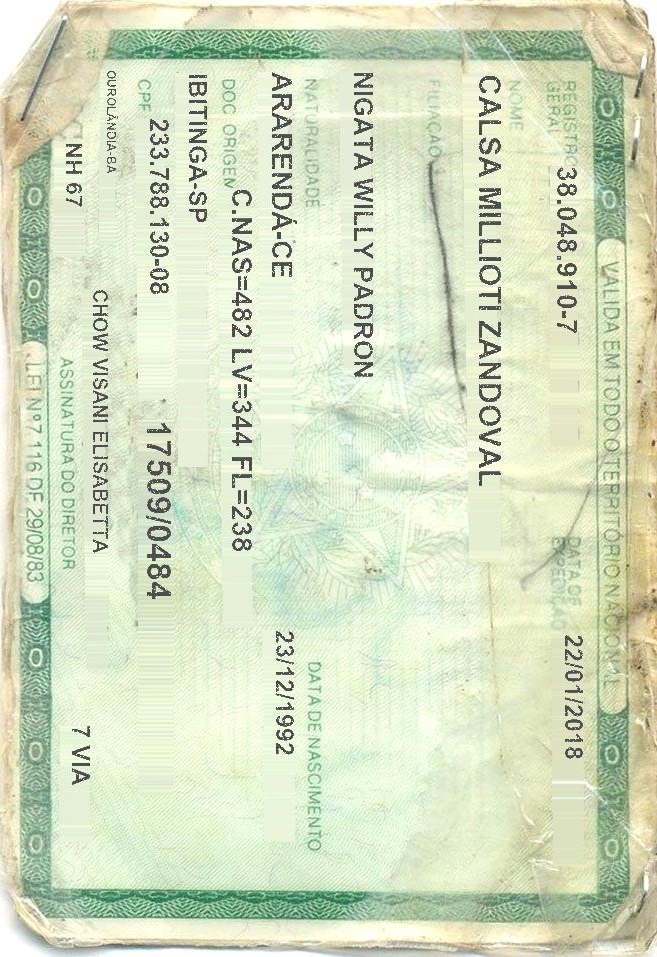 VALIDA EM TODO O TERRITÓRIO NACIONAL
REGISTRO GERAL 38.048.910-7 DATA DE EXPEDIÇÃO 22/01/2018
NOME
CALSA MILLIOTI ZANDOVAL
FILIAÇÃO
NIGATA WILLY PADRON
NATURALIDADE DATA DE NASCIMENTO
ARARENDÁ-CE 23/12/1992
DOC ORIGEM C.NAS=482 LV=344 FL=238
IBITINGA-SP
CPF 233.788.130-08 17509/0484
OUROLÂNDIA-BA CHOW VISANI ELISABETTA
NH 67 ASSINATURA DO DIRETOR 7 VIA
LEI Nº 7.116 DE 29/08/83